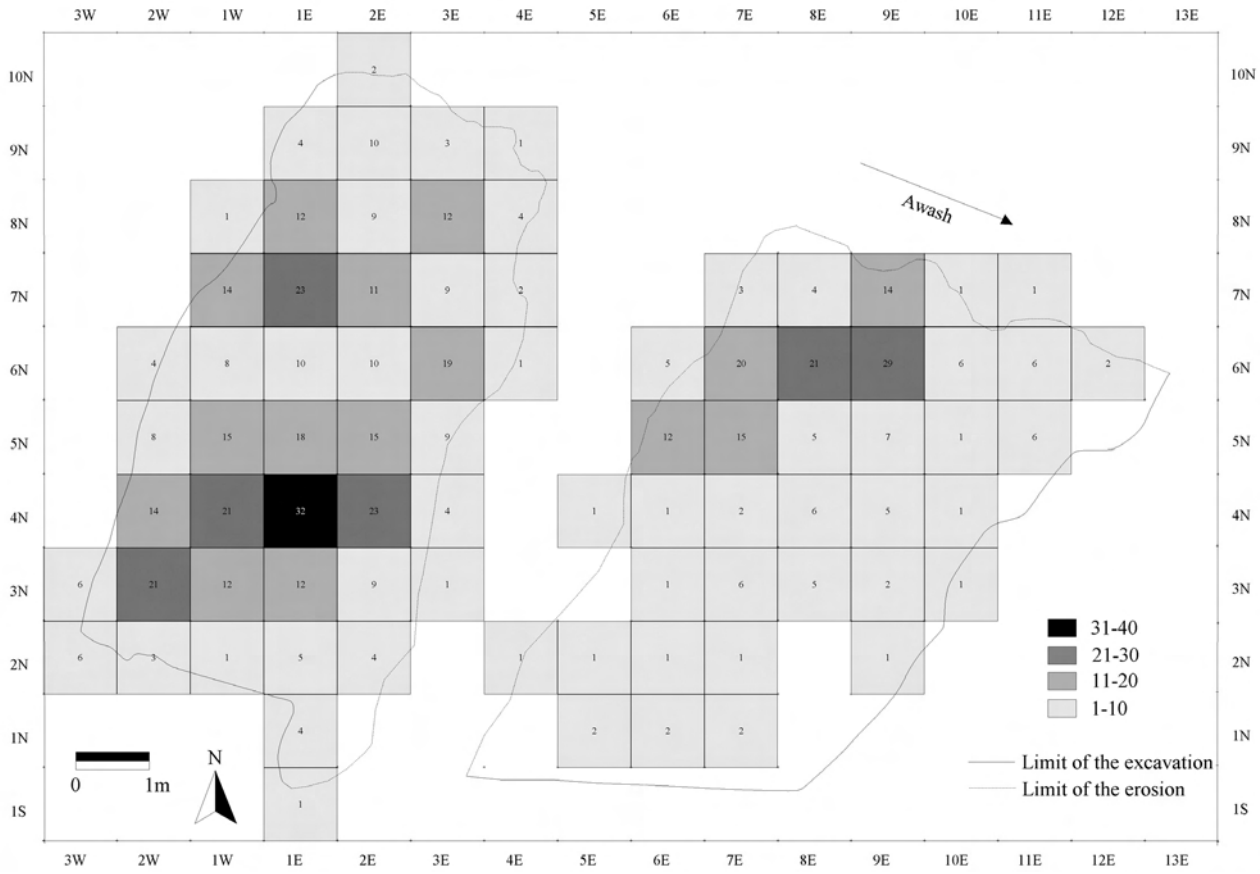 3W 2W 1W 1E 2E 3E 4E 5E 6E 7E 8E 9E 10E 11E 12E 13E
10N 2 10N
9N 4 10 3 1 9N
8N 1 12 9 12 4 Awash 8N
7N 14 23 11 9 2 3 4 14 1 1 7N
6N 4 8 10 10 19 1 5 20 21 29 6 6 2 6N
5N 8 15 18 15 9 12 15 5 7 1 6 5N
4N 14 21 32 23 4 1 1 2 6 5 1 4N
3N 6 21 12 12 9 1 1 6 5 2 1 3N
31-40
21-30
2N 6 3 1 5 4 1 1 1 1 1 2N
11-20
1-10
1N 4 2 2 2 1N
N
0 1m
Limit of the excavation
Limit of the erosion
1S 1 1S
3W 2W 1W 1E 2E 3E 4E 5E 6E 7E 8E 9E 10E 11E 12E 13E